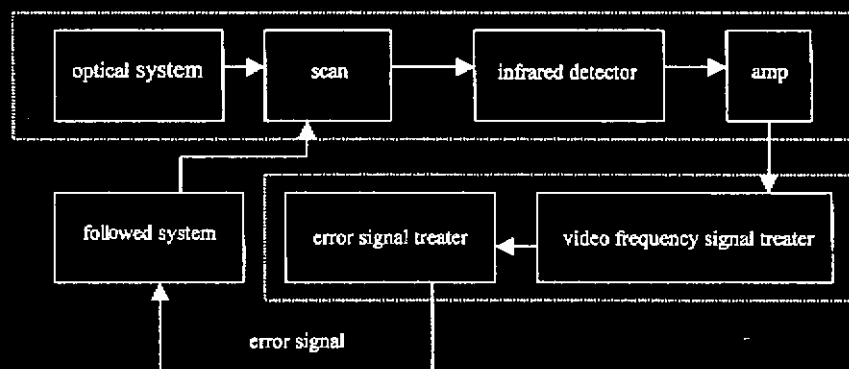 optical system
scan
infrared detector
amp
followed system
error signal treater
video frequency signal treater
error signal